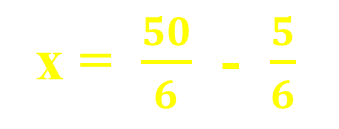 x = 50/6 - 5/6